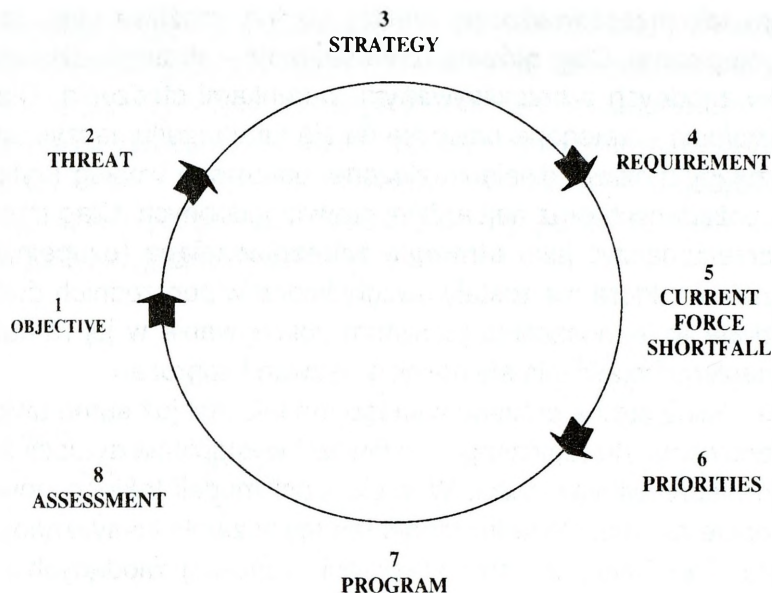 3
STRATEGY
2
THREAT
4
REQUIREMENT
1
OBJECTIVE
5
CURRENT
FORCE
SHORTFALL
8
ASSESSMENT
6
PRIORITIES
7
PROGRAM